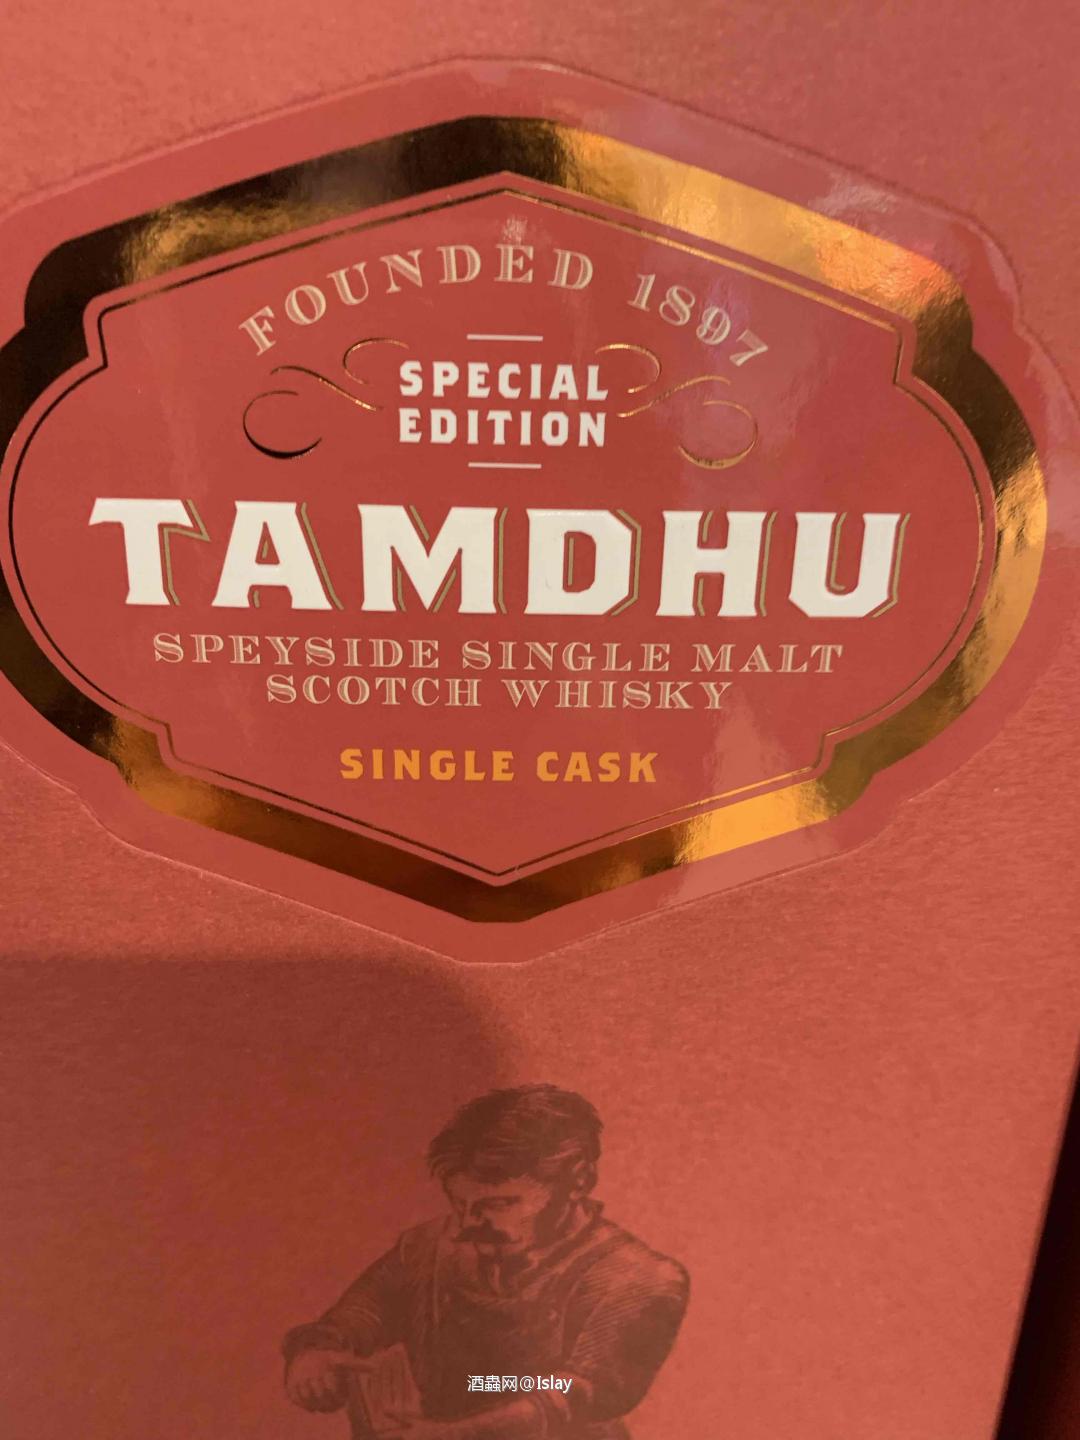 FOUNDED 1897
SPECIAL
EDITION
TAMDHU
SPEYSIDE SINGLE MALT
SCOTCH WHISKY
SINGLE CASK
酒蟲网@Islay